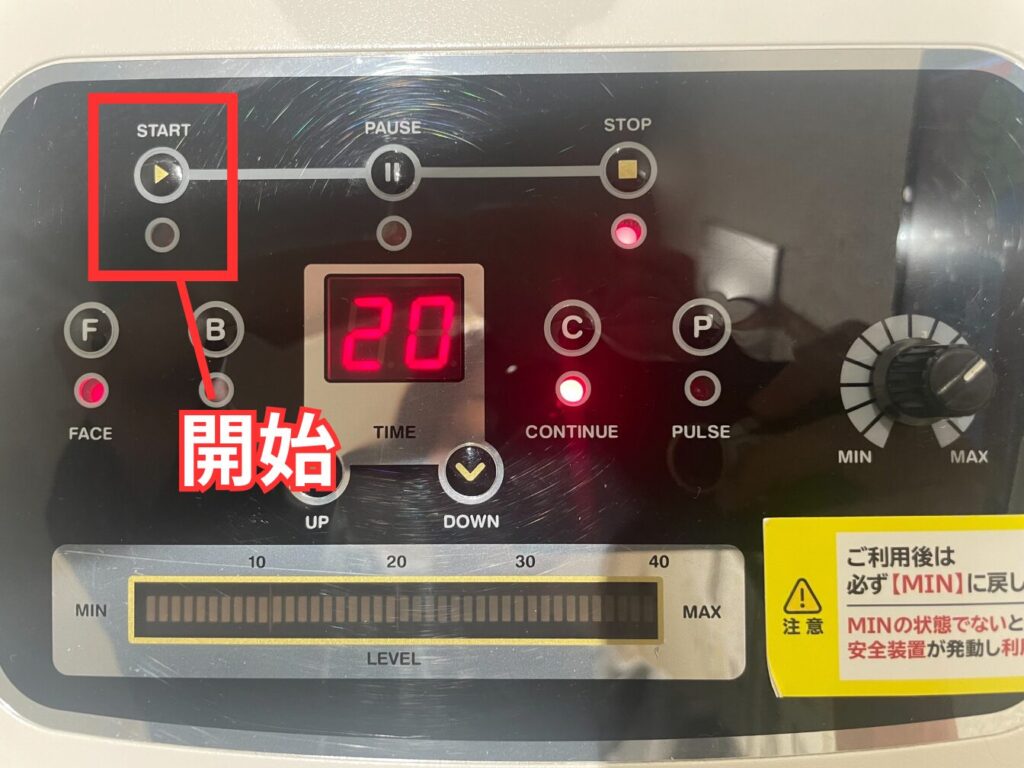 START
PAUSE
STOP
F
B
20
C
P
FACE
開始
TIME
CONTINUE
PULSE
MIN
MAX
UP
DOWN
10
20
30
40
MIN
MAX
LEVEL
注意
ご利用後は
必ず【MIN】に戻し
MINの状態でないと
安全装置が発動し利用